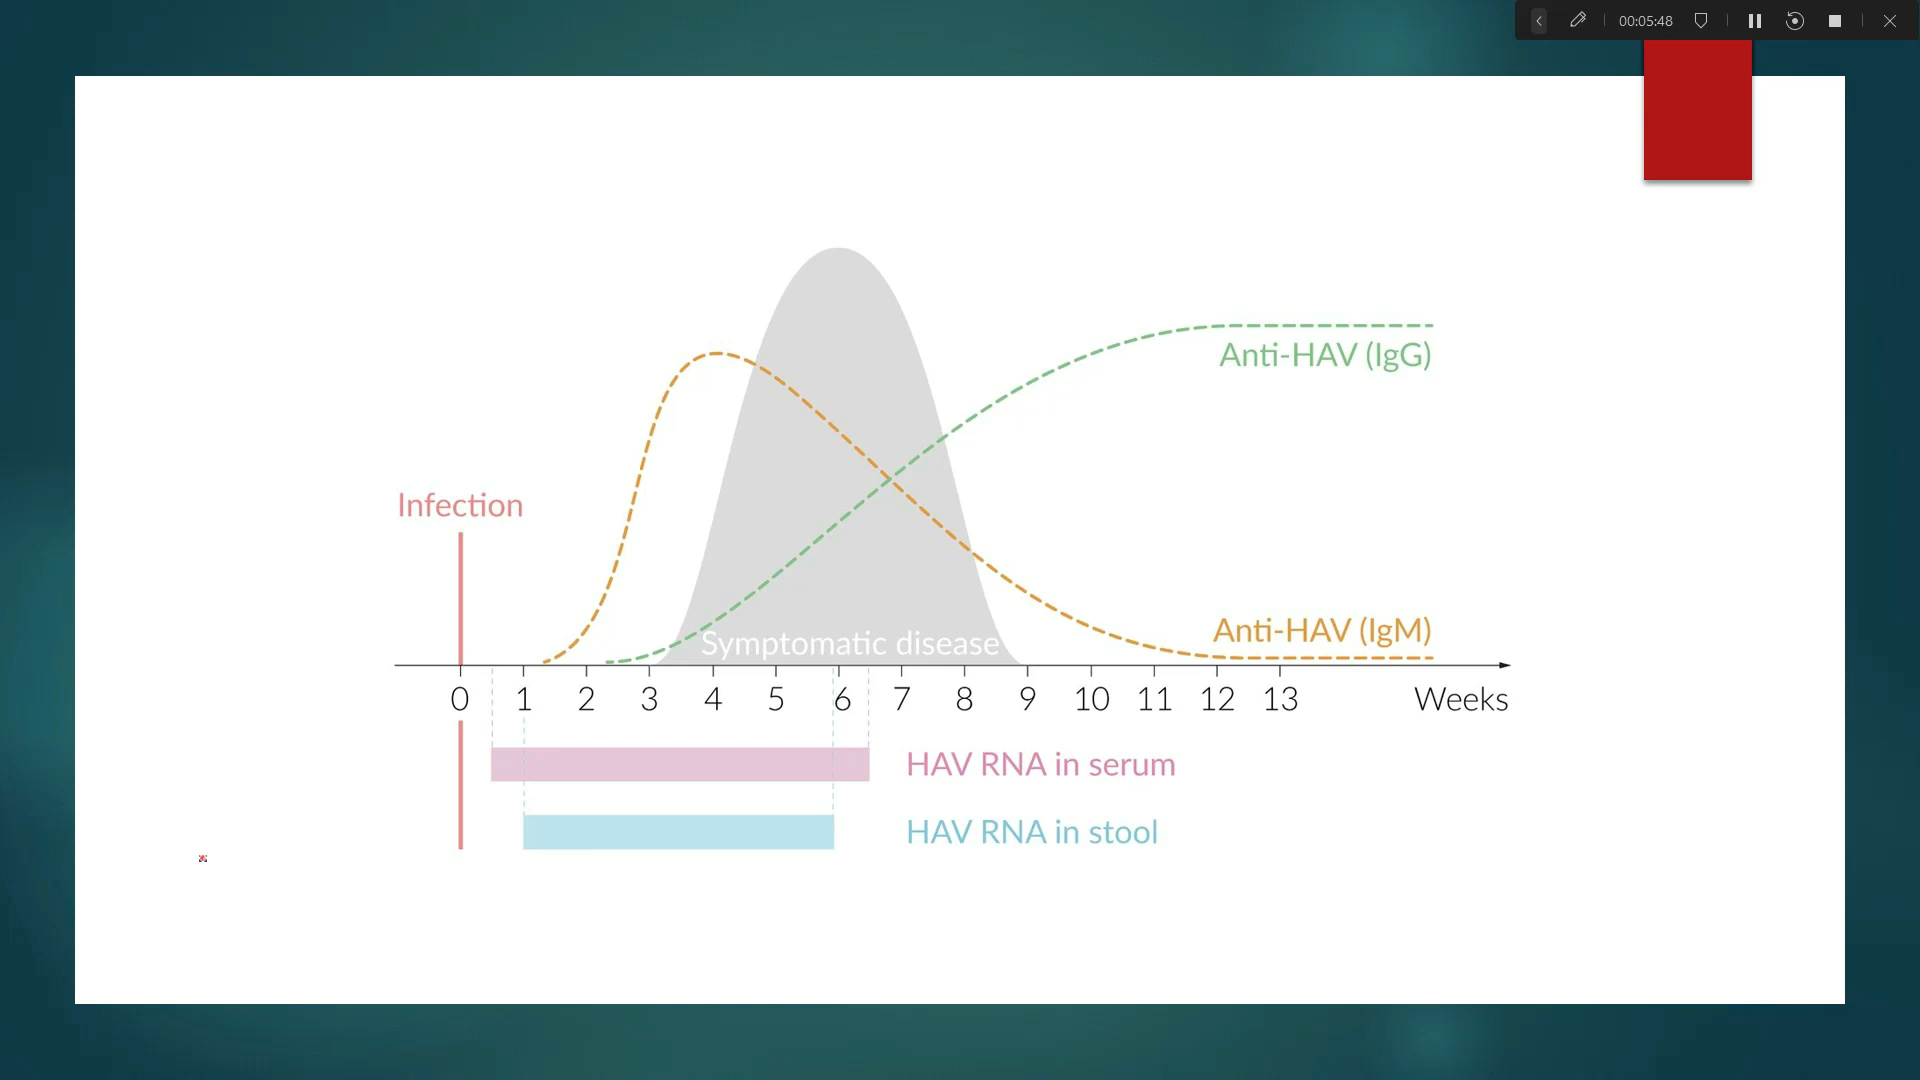 00:05:48
Anti-HAV (IgG)
Infection
Anti-HAV (IgM)
Symptomatic disease
0 1 2 3 4 5 6 7 8 9 10 11 12 13 Weeks
HAV RNA in serum
HAV RNA in stool